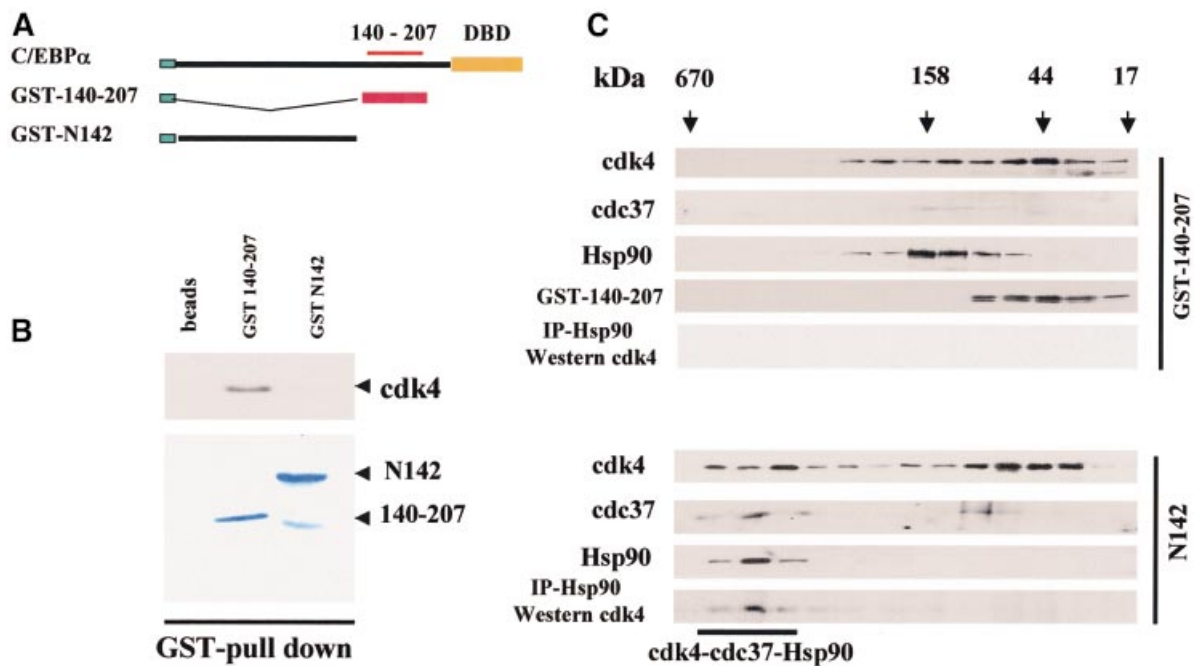 A
140 - 207 DBD
C/EBPα
GST-140-207
GST-N142
B
beads
GST 140-207
GST N142
cdk4
N142
140-207
GST-pull down
C
kDa 670 158 44 17
cdk4
cdc37
Hsp90
GST-140-207
IP-Hsp90
Western cdk4
GST-140-207
cdk4
cdc37
Hsp90
IP-Hsp90
Western cdk4
N142
cdk4-cdc37-Hsp90